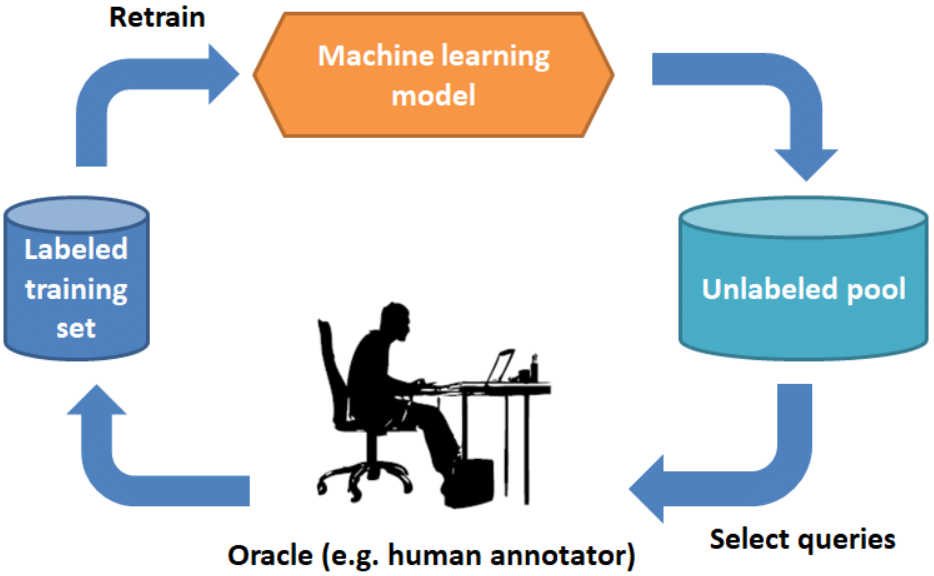 Retrain
Machine learning
model
Labeled
training
set
Unlabeled pool
Oracle (e.g. human annotator)
Select queries